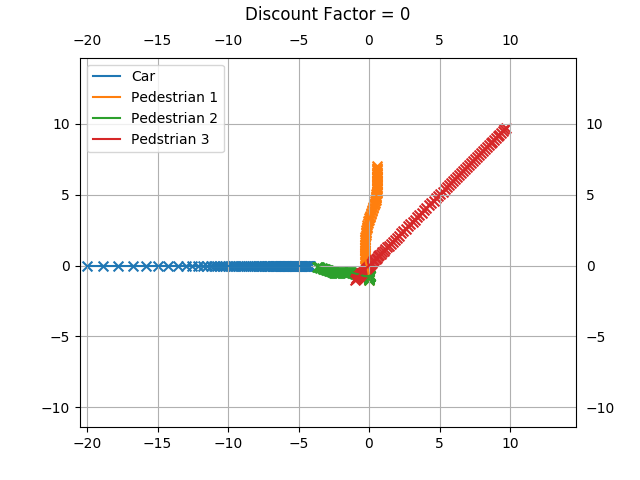 Discount Factor = 0
−20 −15 −10 −5 0 5 10
Car
Pedestrian 1
Pedestrian 2
Pedstrian 3
10 10
5 5
0 0
−5 −5
−10 −10
−20 −15 −10 −5 0 5 10